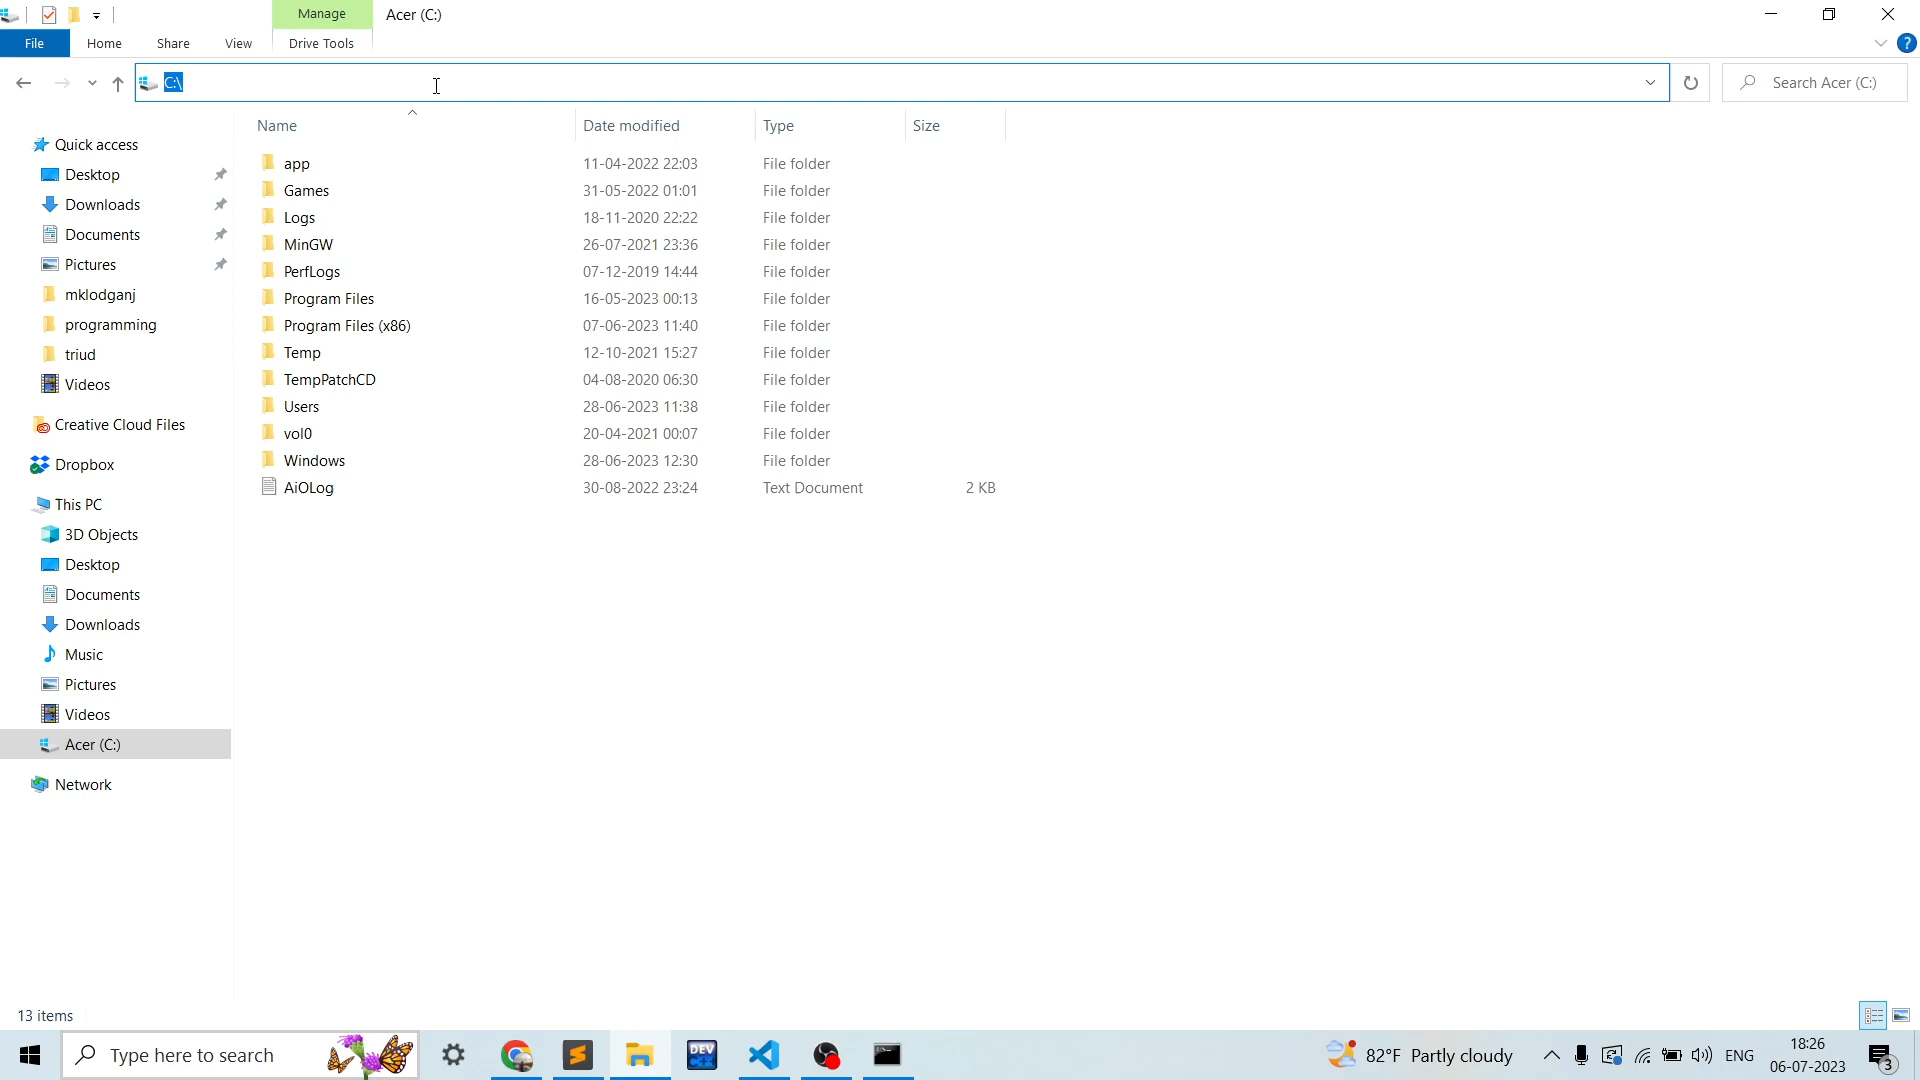 Manage
Acer (C:)
File
Home
Share
View
Drive Tools
?
C:\
Search Acer (C:)
Name
Date modified
Type
Size
Quick access
Desktop
Downloads
Documents
Pictures
mklodganj
programming
triud
Videos
Creative Cloud Files
Dropbox
This PC
3D Objects
Desktop
Documents
Downloads
Music
Pictures
Videos
Acer (C:)
Network
app 11-04-2022 22:03 File folder
Games 31-05-2022 01:01 File folder
Logs 18-11-2020 22:22 File folder
MinGW 26-07-2021 23:36 File folder
PerfLogs 07-12-2019 14:44 File folder
Program Files 16-05-2023 00:13 File folder
Program Files (x86) 07-06-2023 11:40 File folder
Temp 12-10-2021 15:27 File folder
TempPatchCD 04-08-2020 06:30 File folder
Users 28-06-2023 11:38 File folder
vol0 20-04-2021 00:07 File folder
Windows 28-06-2023 12:30 File folder
AiOLog 30-08-2022 23:24 Text Document 2 KB
13 items
Type here to search
DEV
C++
82°F Partly cloudy
ENG
18:26
06-07-2023
3